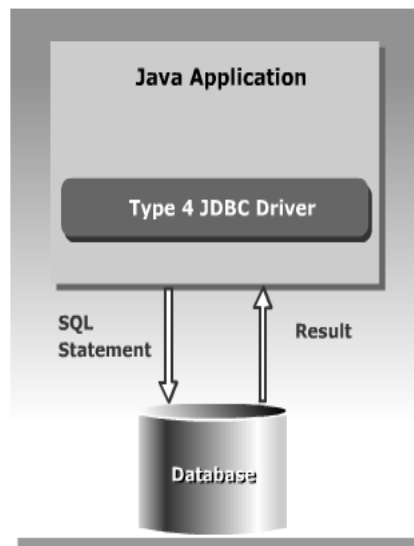 Java Application
Type 4 JDBC Driver
SQL
Statement
Result
Database